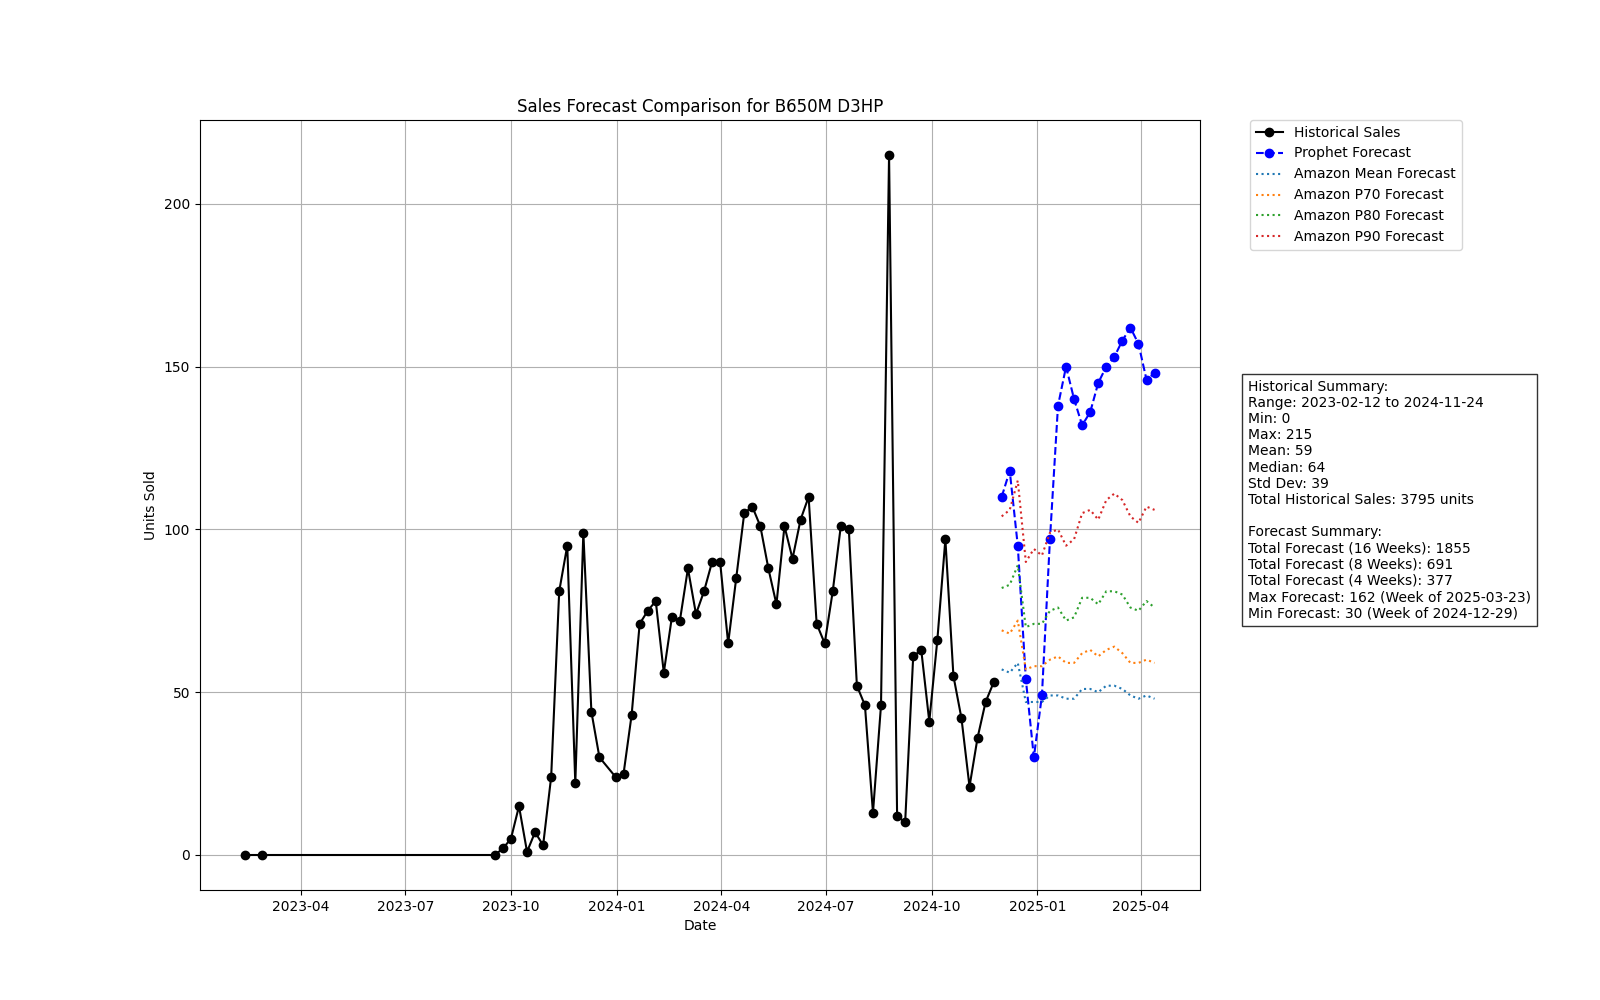 Sales Forecast Comparison for B650M D3HP
Historical Sales
Prophet Forecast
Amazon Mean Forecast
Amazon P70 Forecast
Amazon P80 Forecast
Amazon P90 Forecast
200
150
100
50
0
Units Sold
2023-04
2023-07
2023-10
2024-01
2024-04
2024-07
2024-10
2025-01
2025-04
Date
Historical Summary:
Range: 2023-02-12 to 2024-11-24
Min: 0
Max: 215
Mean: 59
Median: 64
Std Dev: 39
Total Historical Sales: 3795 units
Forecast Summary:
Total Forecast (16 Weeks): 1855
Total Forecast (8 Weeks): 691
Total Forecast (4 Weeks): 377
Max Forecast: 162 (Week of 2025-03-23)
Min Forecast: 30 (Week of 2024-12-29)